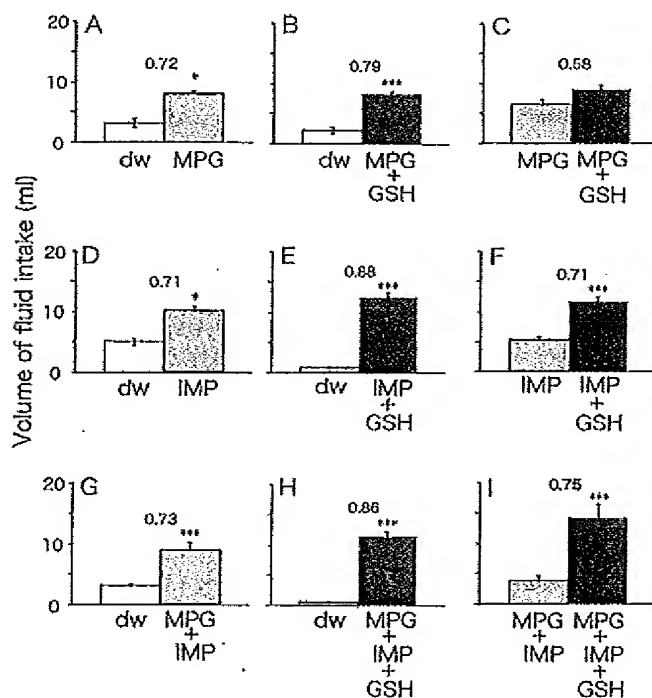 A
B
C
20
10
0
0.72
*
0.79
***
0.58
dw MPG
dw MPG
+
GSH
MPG MPG
+
GSH
Volume of fluid intake (ml)
D
E
F
20
10
0
0.71
*
0.88
***
0.71
***
dw IMP
dw IMP
+
GSH
IMP IMP
+
GSH
G
H
I
20
10
0
0.73
***
0.86
***
0.75
***
dw MPG
+
IMP
dw MPG
+
IMP
+
GSH
MPG MPG
+ +
IMP IMP
+
GSH